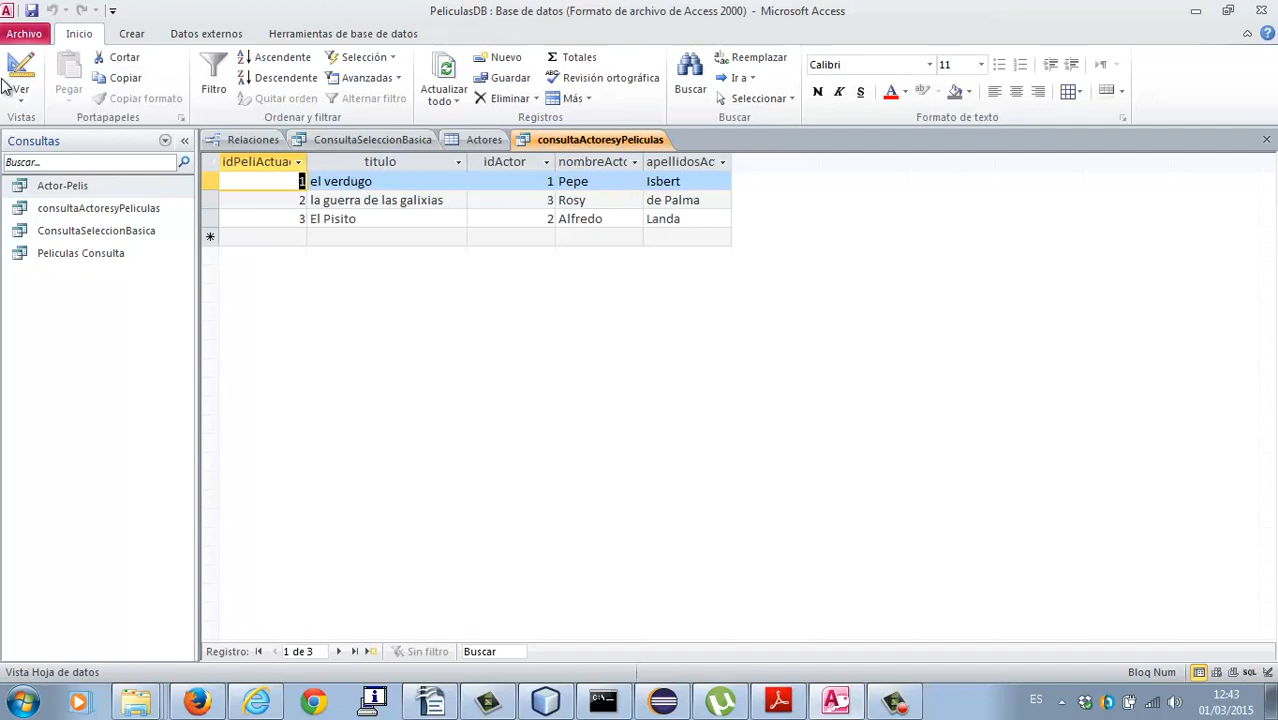 PeliculasDB : Base de datos (Formato de archivo de Access 2000) - Microsoft Access
Archivo Inicio Crear Datos externos Herramientas de base de datos
Ver
Vistas
Pegar
Cortar
Copiar
Copiar formato
Portapapeles
Filtro
Ascendente
Descendente
Quitar orden
Selección
Avanzadas
Alternar filtro
Ordenar y filtrar
Actualizar
todo
Nuevo
Guardar
Eliminar
Totales
Revisión ortográfica
Más
Registros
Buscar
Reemplazar
Ir a
Seleccionar
Buscar
Calibri 11
N K S A
Formato de texto
Consultas
Buscar...
Actor-Pelis
consultaActoresyPeliculas
ConsultaSeleccionBasica
Peliculas Consulta
Relaciones ConsultaSeleccionBasica Actores consultaActoresyPeliculas
idPeliActuac titulo idActor nombreActo apellidosAc
1 el verdugo 1 Pepe Isbert
2 la guerra de las galixias 3 Rosy de Palma
3 El Pisito 2 Alfredo Landa
Registro: 1 de 3 Sin filtro Buscar
Vista Hoja de datos Bloq Num SQL
ES 12:43
01/03/2015